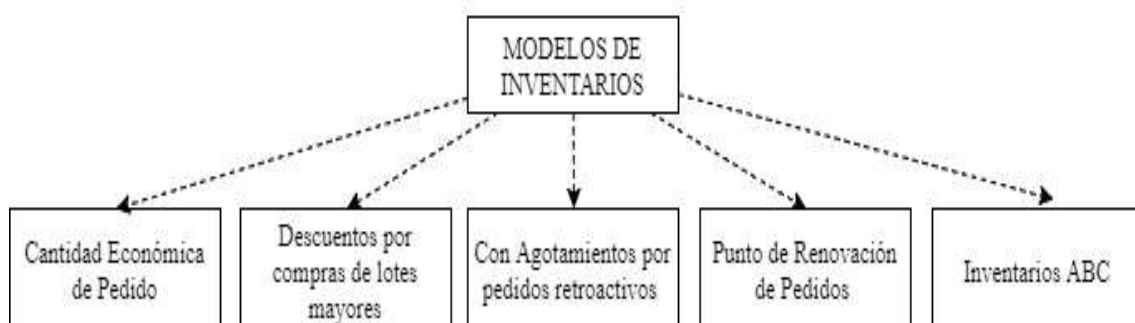 MODELOS DE
INVENTARIOS
Cantidad Económica
de Pedido
Descuentos por
compras de lotes
mayores
Con Agotamientos por
pedidos retroactivos
Punto de Renovación
de Pedidos
Inventarios ABC